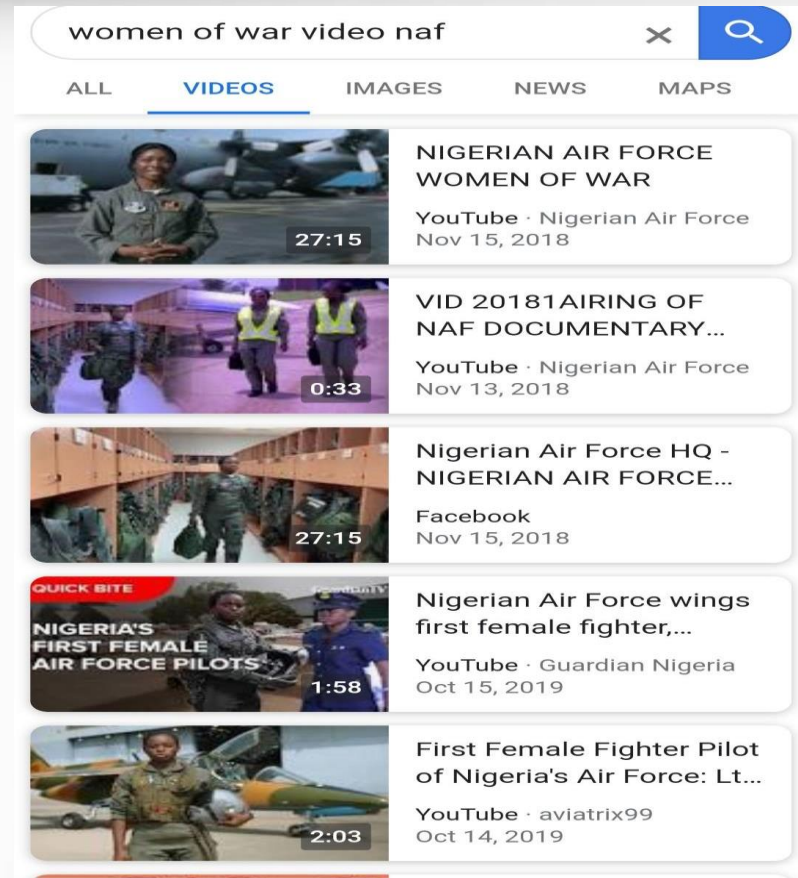 women of war video naf
ALL VIDEOS IMAGES NEWS MAPS
27:15
NIGERIAN AIR FORCE
WOMEN OF WAR
YouTube · Nigerian Air Force
Nov 15, 2018
0:33
VID 20181AIRING OF
NAF DOCUMENTARY...
YouTube · Nigerian Air Force
Nov 13, 2018
27:15
Nigerian Air Force HQ -
NIGERIAN AIR FORCE...
Facebook
Nov 15, 2018
QUICK BITE
GuardianTV
NIGERIA'S
FIRST FEMALE
AIR FORCE PILOTS
1:58
Nigerian Air Force wings
first female fighter,...
YouTube · Guardian Nigeria
Oct 15, 2019
2:03
First Female Fighter Pilot
of Nigeria's Air Force: Lt...
YouTube · aviatrix99
Oct 14, 2019